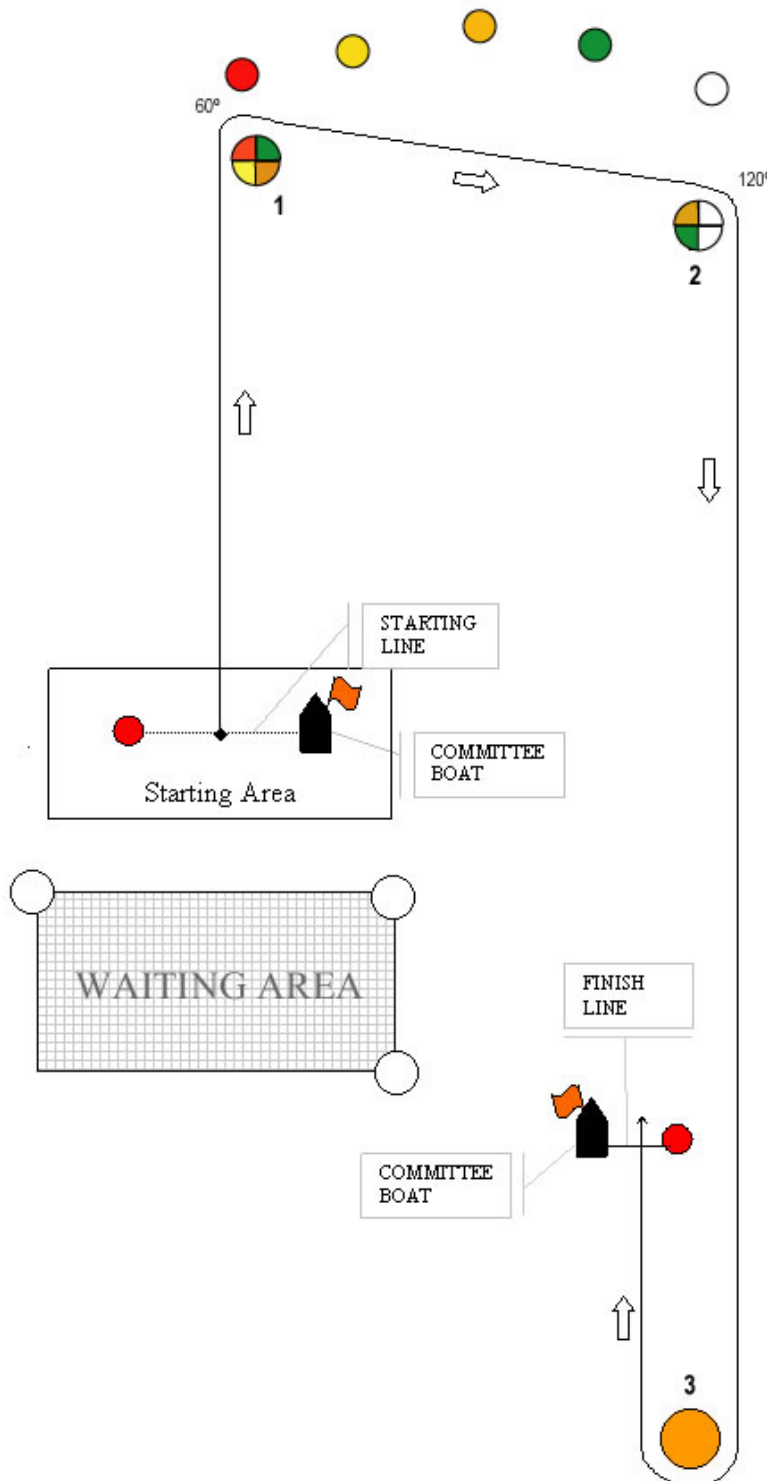 60º
120º
1
2
STARTING
LINE
COMMITTEE
BOAT
Starting Area
WAITING AREA
FINISH
LINE
COMMITTEE
BOAT
3